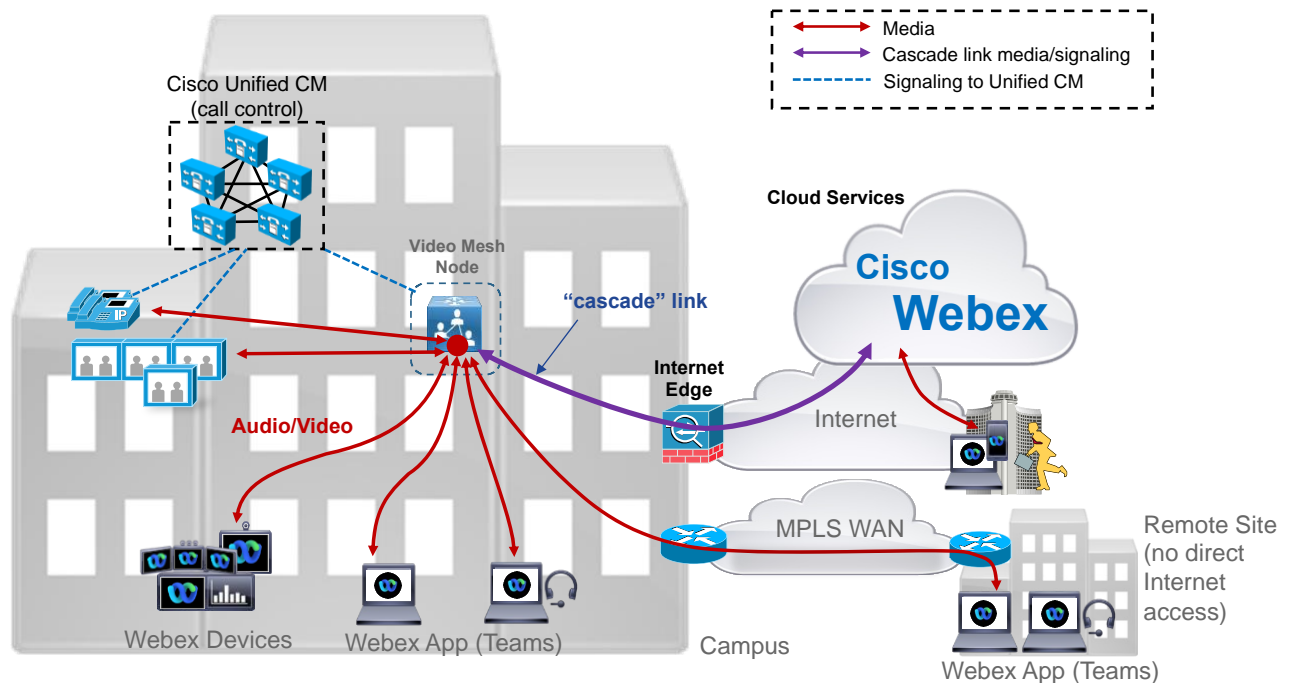 Media
Cascade link media/signaling
Signaling to Unified CM
Cisco Unified CM
(call control)
Cloud Services
Video Mesh
Node
Cisco
Webex
"cascade" link
IP
Internet
Edge
Internet
Audio/Video
MPLS WAN
Remote Site
(no direct
Internet
access)
Webex Devices
Webex App (Teams)
Campus
Webex App (Teams)